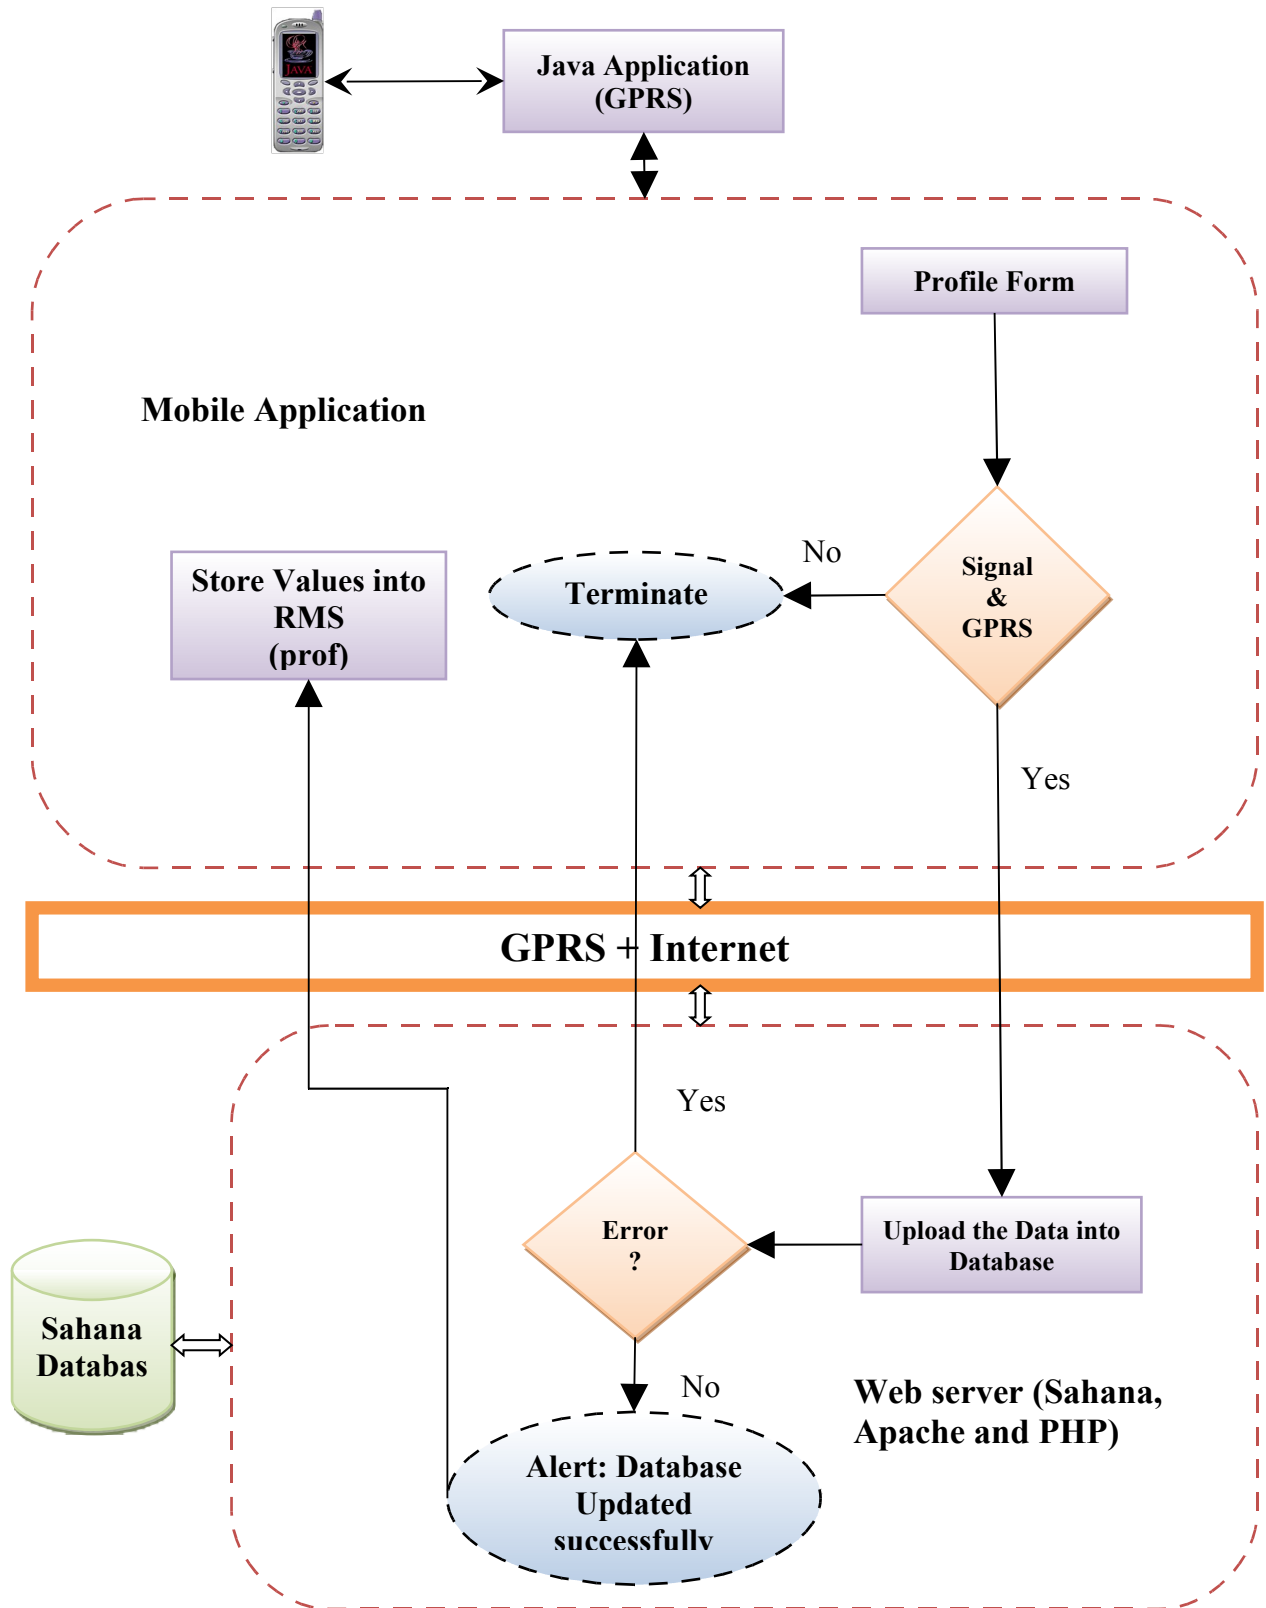 JAVA
Java Application
(GPRS)
Profile Form
Mobile Application
Signal
&
GPRS
No
Terminate
Store Values into
RMS
(prof)
Yes
GPRS + Internet
Yes
Error
?
Upload the Data into
Database
Sahana
Databas
No
Web server (Sahana,
Apache and PHP)
Alert: Database
Updated
successfully